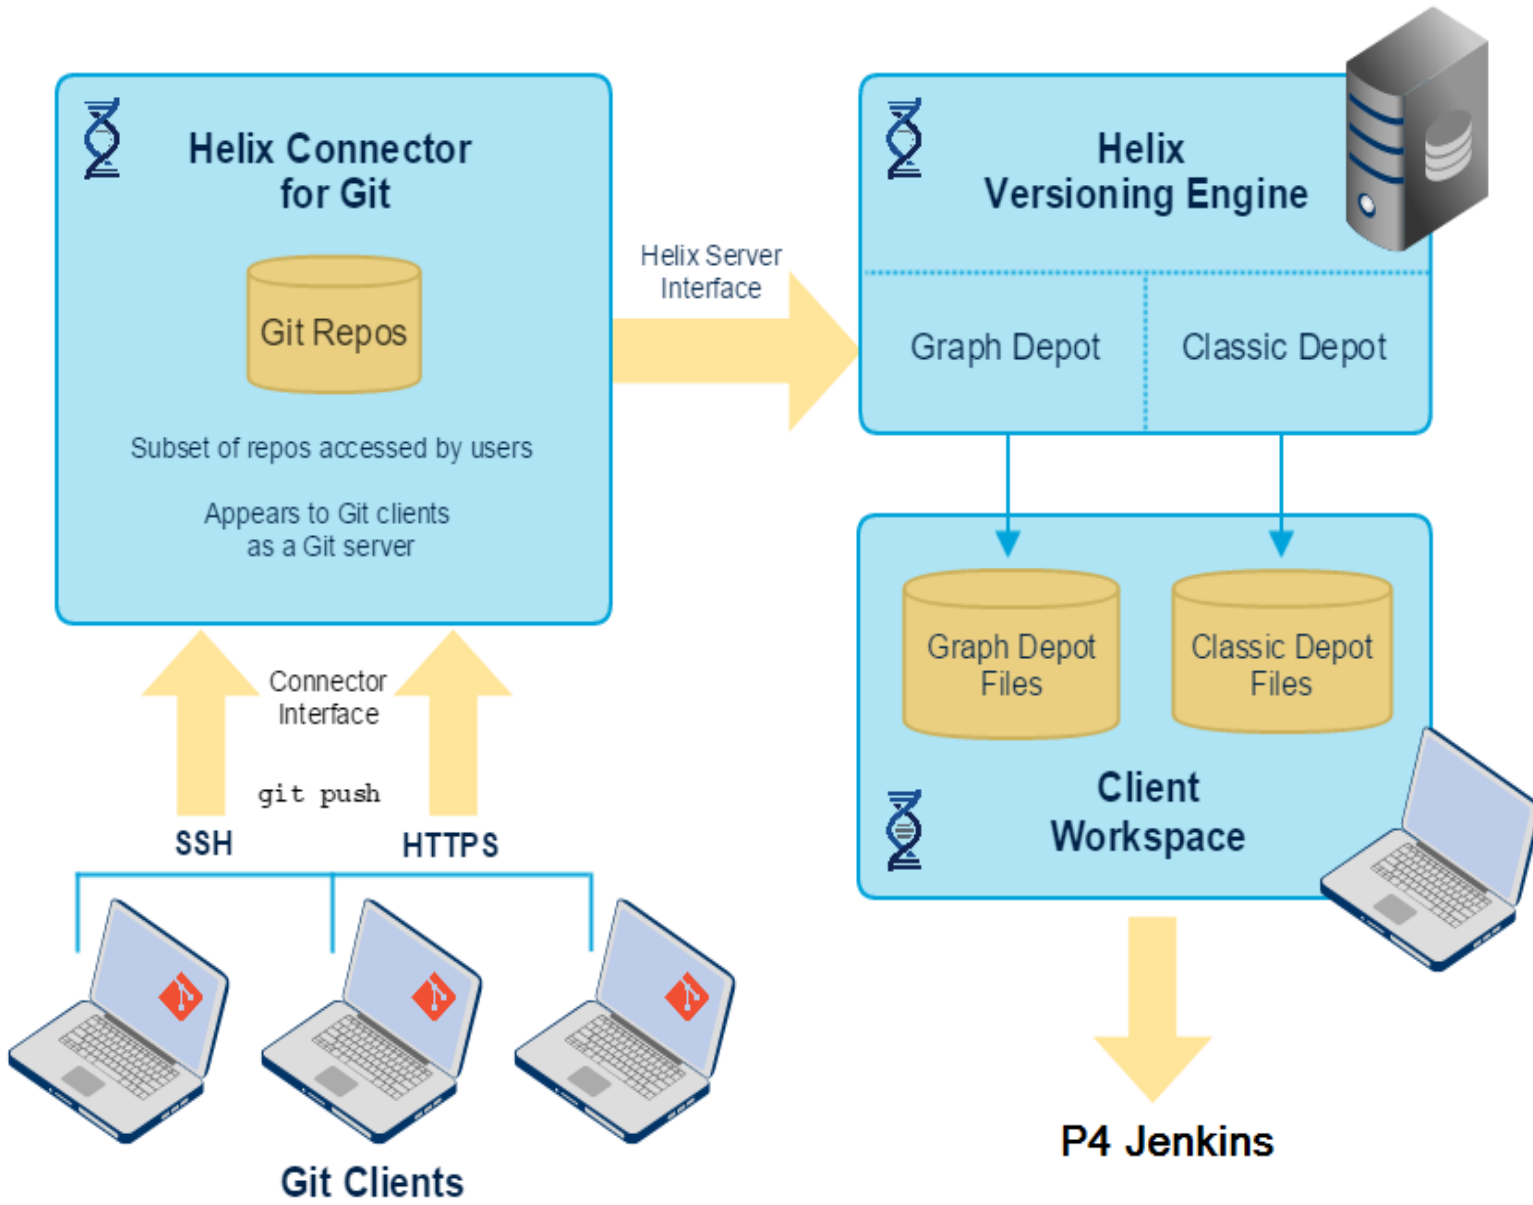 Helix Connector
for Git
Git Repos
Subset of repos accessed by users
Appears to Git clients
as a Git server
Helix Server
Interface
Helix
Versioning Engine
Graph Depot
Classic Depot
Graph Depot
Files
Classic Depot
Files
Client
Workspace
P4 Jenkins
Connector
Interface
git push
SSH
HTTPS
Git Clients